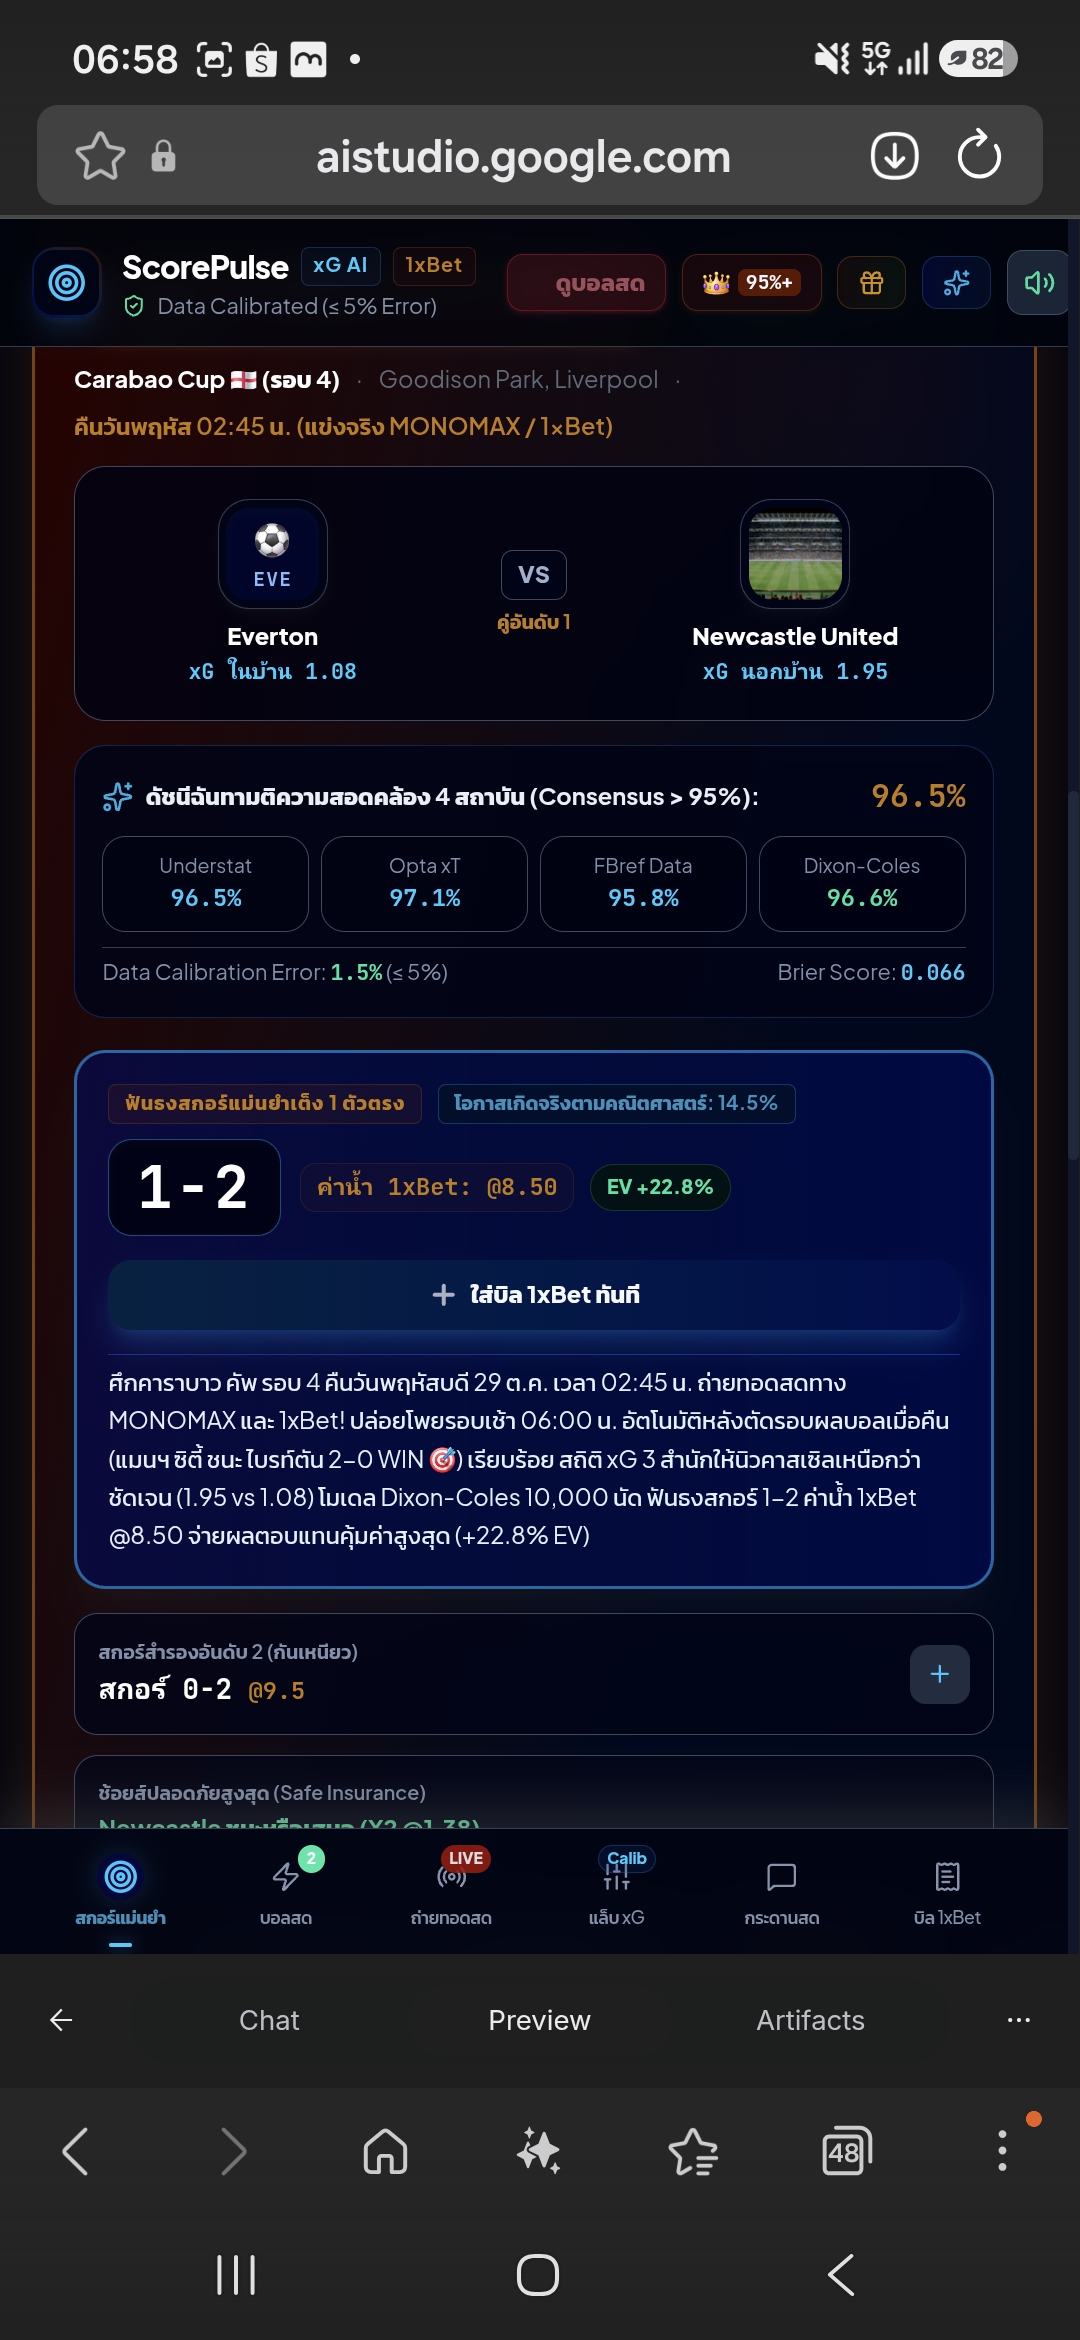 06:58
5G
82
aistudio.google.com
ScorePulse xG AI 1xBet
Data Calibrated (≤ 5% Error)
ดูบอลสด
95%+
Carabao Cup (รอบ 4) · Goodison Park, Liverpool ·
คืนวันพฤหัส 02:45 น. (แข่งจริง MONOMAX / 1xBet)
EVE
VS
คู่อันดับ 1
Everton
xG ในบ้าน 1.08
Newcastle United
xG นอกบ้าน 1.95
ดัชนีฉันทามติความสอดคล้อง 4 สถาบัน (Consensus > 95%): 96.5%
Understat
96.5%
Opta xT
97.1%
FBref Data
95.8%
Dixon-Coles
96.6%
Data Calibration Error: 1.5% (≤ 5%)
Brier Score: 0.066
ฟันธงสกอร์แม่นยำเต็ง 1 ตัวตรง
โอกาสเกิดจริงตามคณิตศาสตร์: 14.5%
1-2
ค่าน้ำ 1xBet: @8.50
EV +22.8%
+ ใส่บิล 1xBet ทันที
ศึกคาราบาว คัพ รอบ 4 คืนวันพฤหัสบดี 29 ต.ค. เวลา 02:45 น. ถ่ายทอดสดทาง
MONOMAX และ 1xBet! ปล่อยโพยรอบเช้า 06:00 น. อัตโนมัติหลังตัดรอบผลบอลเมื่อคืน
(แมนฯ ซิตี้ ชนะ ไบรท์ตัน 2-0 WIN 🎯) เรียบร้อย สถิติ xG 3 สำนักให้นิวคาสเซิลเหนือกว่า
ชัดเจน (1.95 vs 1.08) โมเดล Dixon-Coles 10,000 นัด ฟันธงสกอร์ 1-2 ค่าน้ำ 1xBet
@8.50 จ่ายผลตอบแทนคุ้มค่าสูงสุด (+22.8% EV)
สกอร์สำรองอันดับ 2 (กันเหนียว)
สกอร์ 0-2 @9.5
+
ช้อยส์ปลอดภัยสูงสุด (Safe Insurance)
Newcastle ชนะหรือเสมอ (X2 @1.38)
2
LIVE
Calib
สกอร์แม่นยำ
บอลสด
ถ่ายทอดสด
แล็บ xG
กระดานสด
บิล 1xBet
Chat
Preview
Artifacts
48